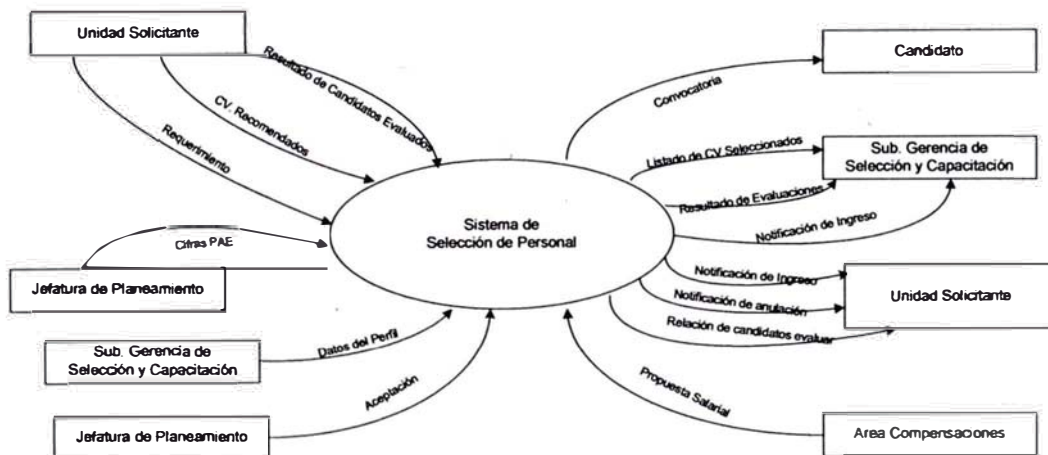 Unidad Solicitante
Resultado de Candidatos Evaluados
CV. Recomendados
Requerimiento
Cifras PAE
Jefatura de Planeamiento
Sub. Gerencia de
Selección y Capacitación
Datos del Perfil
Jefatura de Planeamiento
Aceptación
Sistema de
Selección de Personal
Candidato
Convocatoria
Listado de CV Seleccionados
Sub. Gerencia de
Selección y Capacitación
Resultado de Evaluaciones
Notificación de Ingreso
Notificación de Ingreso
Notificación de anulación
Relación de candidatos evaluar
Unidad Solicitante
Propuesta Salarial
Area Compensaciones